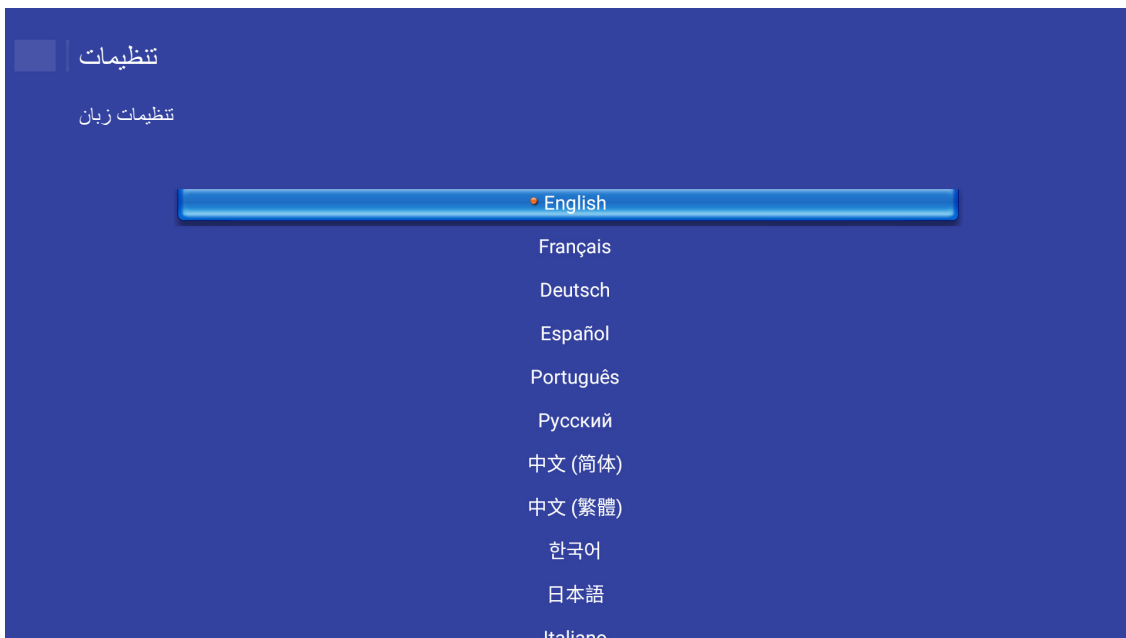 تنظیمات
تنظیمات زبان
English
Français
Deutsch
Español
Português
Русский
中文 (简体)
中文 (繁體)
한국어
日本語
Italiano